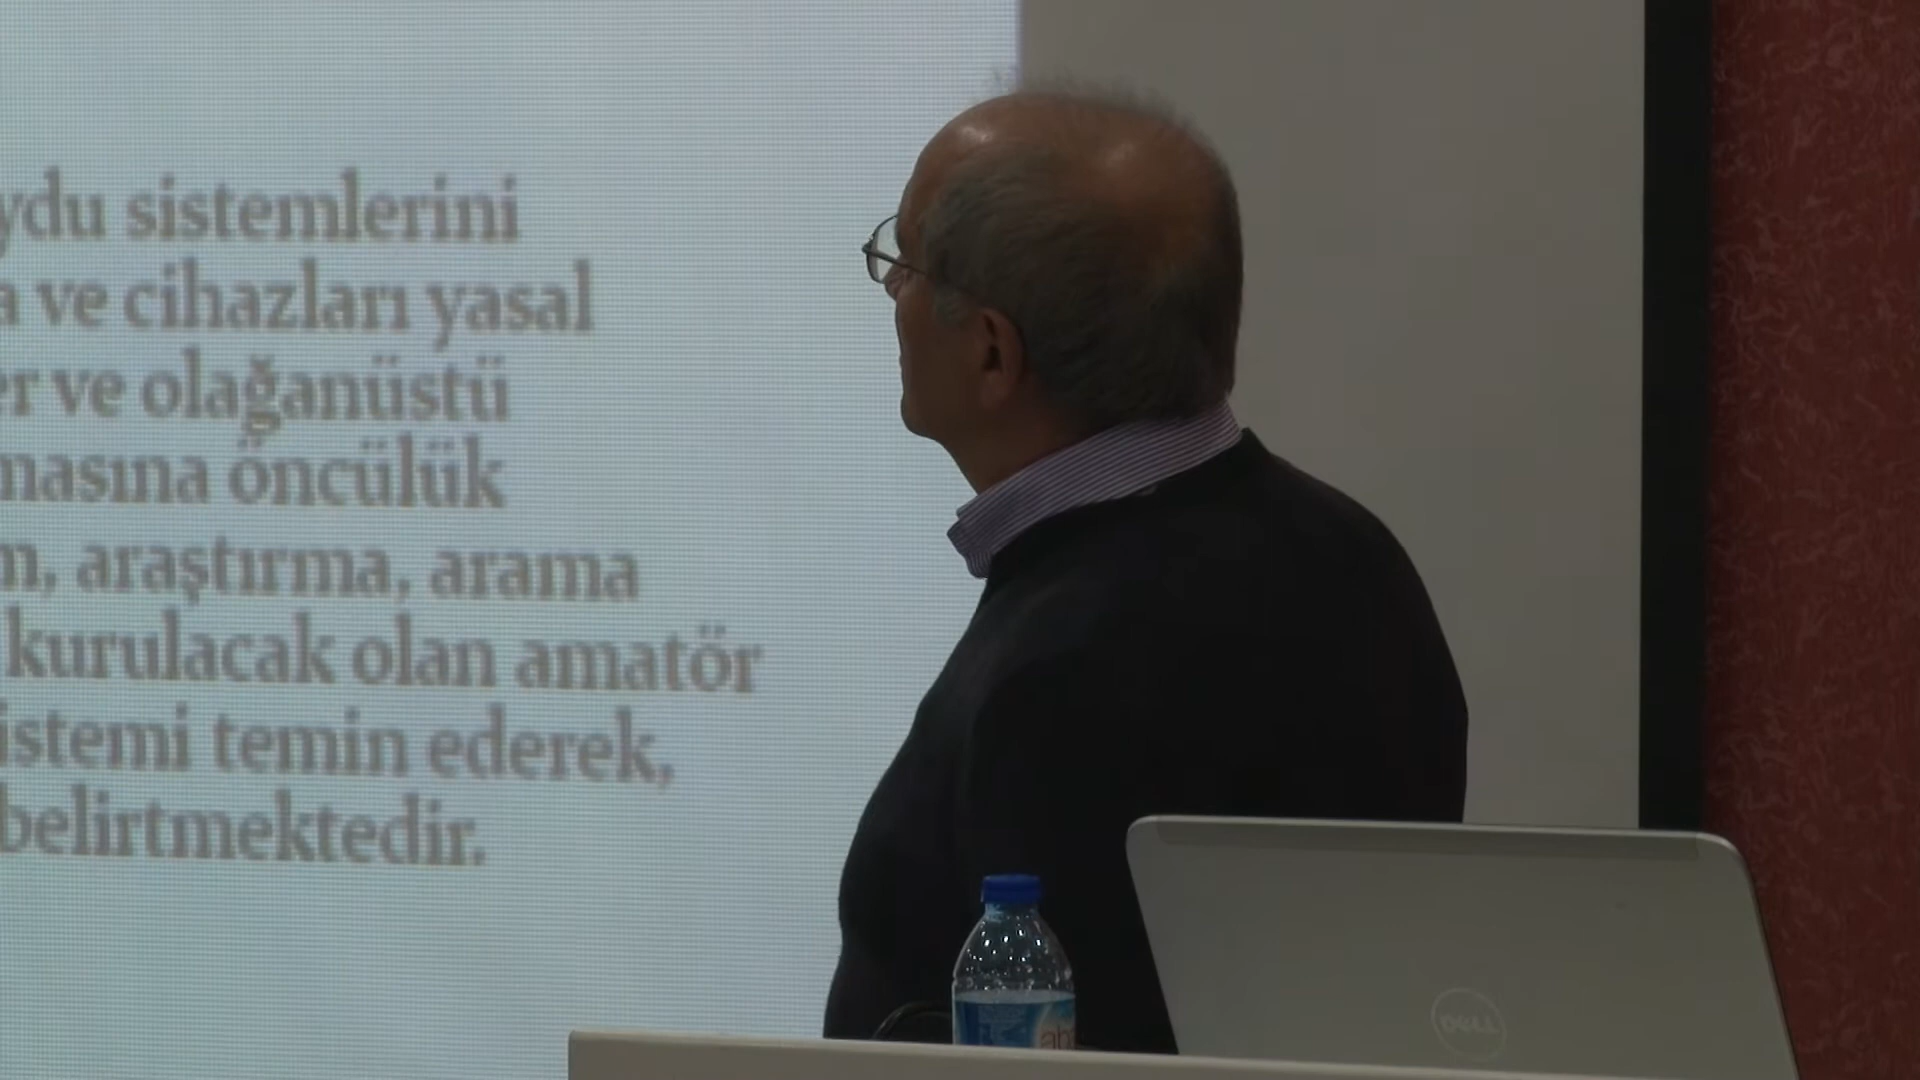 ydu sistemlerini
a ve cihazları yasal
er ve olağanüstü
masına öncülük
m, araştırma, arama
kurulacak olan amatör
istemi temin ederek,
belirtmektedir.
DELL